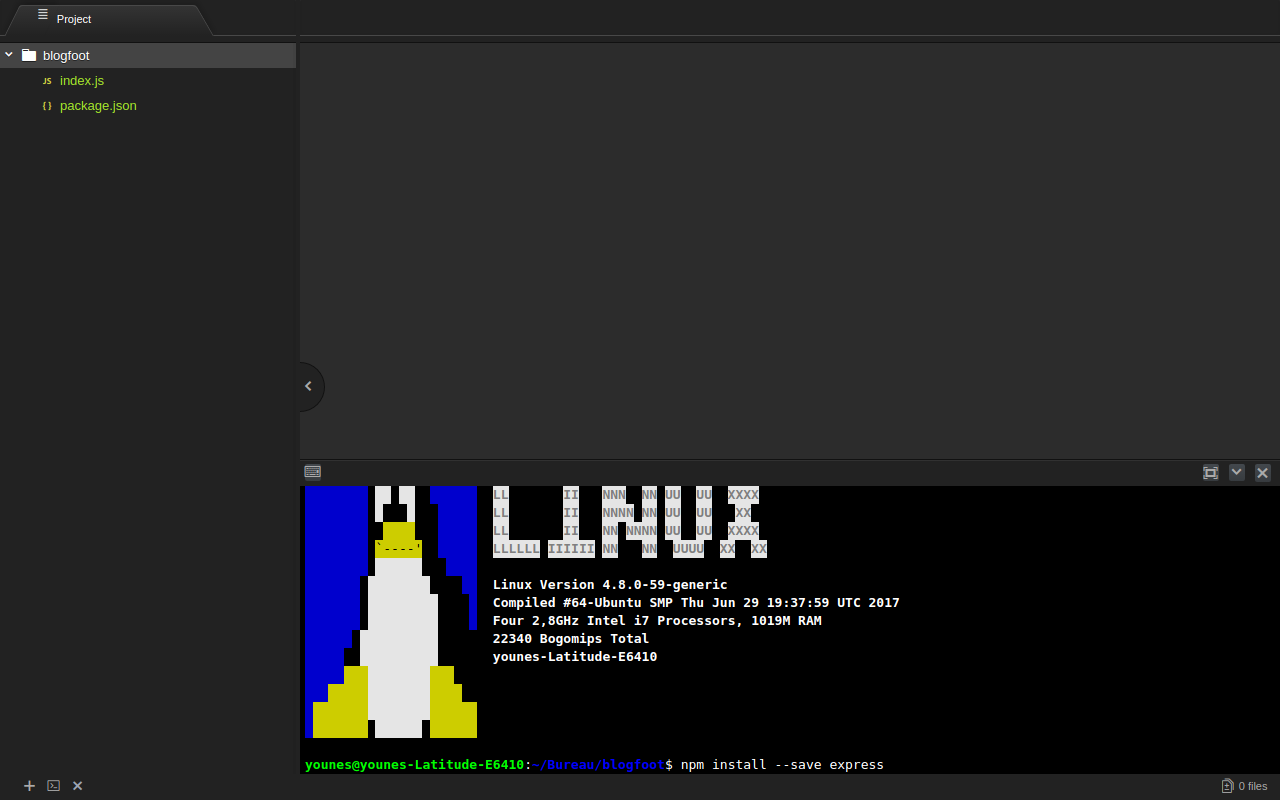 Project
blogfoot
JS index.js
{ } package.json
LL II NNN NN UU UU XXXX
LL II NNNN NN UU UU XX
LL II NN NNNN UU UU XXXX
`----' LLLLLL IIIIII NN NN UUUU XX XX
Linux Version 4.8.0-59-generic
Compiled #64-Ubuntu SMP Thu Jun 29 19:37:59 UTC 2017
Four 2,8GHz Intel i7 Processors, 1019M RAM
22340 Bogomips Total
younes-Latitude-E6410
younes@younes-Latitude-E6410:~/Bureau/blogfoot$ npm install --save express
0 files